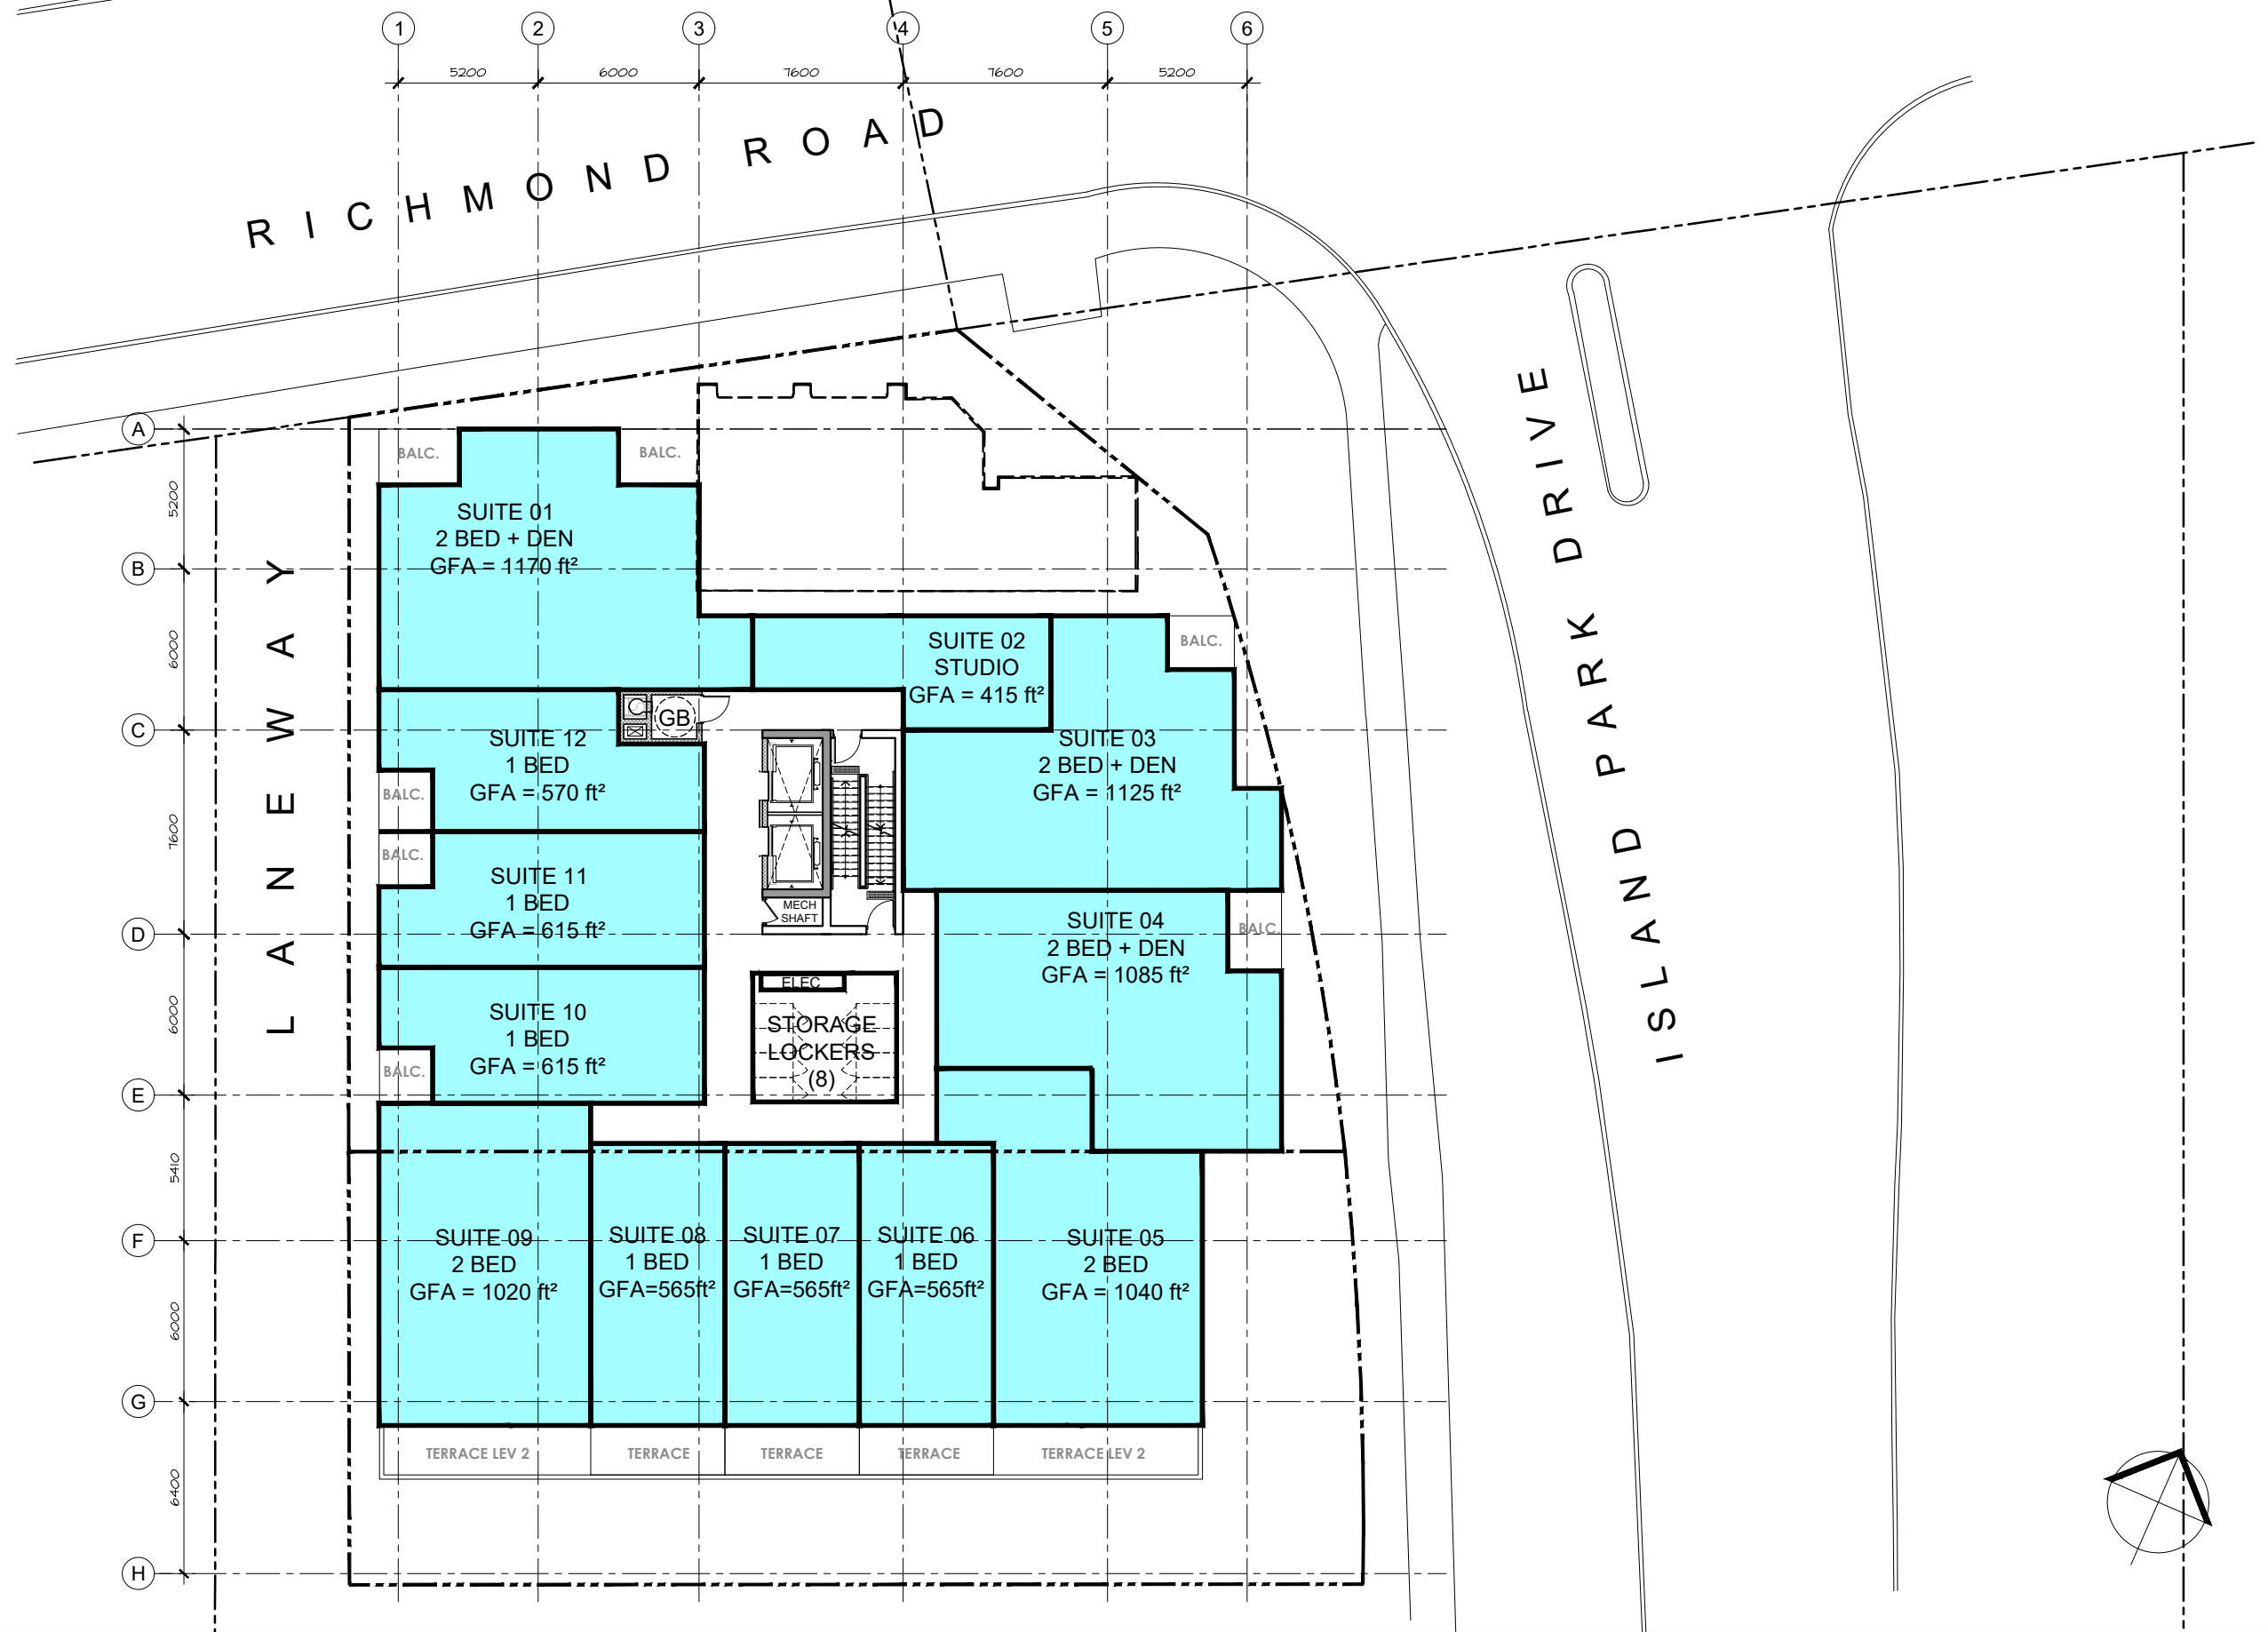 1 2 3 4 5 6
5200 6000 7600 7600 5200
RICHMOND ROAD
A
B
C
D
E
F
G
H
5200
6000
7600
6000
5410
6000
6400
LANEWAY
ISLAND PARK DRIVE
BALC.
BALC.
SUITE 01
2 BED + DEN
GFA = 1170 ft²
SUITE 02
STUDIO
GFA = 415 ft²
BALC.
GB
SUITE 12
1 BED
GFA = 570 ft²
BALC.
SUITE 03
2 BED + DEN
GFA = 1125 ft²
BALC.
SUITE 11
1 BED
GFA = 615 ft²
MECH
SHAFT
SUITE 04
2 BED + DEN
GFA = 1085 ft²
BALC.
ELEC
STORAGE
LOCKERS
(8)
SUITE 10
1 BED
GFA = 615 ft²
BALC.
SUITE 09
2 BED
GFA = 1020 ft²
SUITE 08
1 BED
GFA=565ft²
SUITE 07
1 BED
GFA=565ft²
SUITE 06
1 BED
GFA=565ft²
SUITE 05
2 BED
GFA = 1040 ft²
TERRACE LEV 2
TERRACE
TERRACE
TERRACE
TERRACE LEV 2